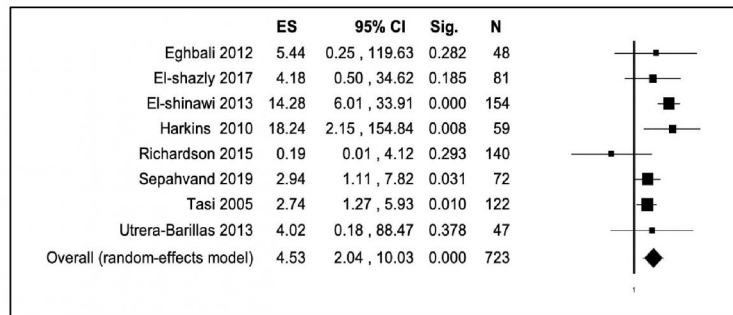 ES 95% CI Sig. N
Eghbali 2012 5.44 0.25 , 119.63 0.282 48
El-shazly 2017 4.18 0.50 , 34.62 0.185 81
El-shinawi 2013 14.28 6.01 , 33.91 0.000 154
Harkins 2010 18.24 2.15 , 154.84 0.008 59
Richardson 2015 0.19 0.01 , 4.12 0.293 140
Sepahvand 2019 2.94 1.11 , 7.82 0.031 72
Tasi 2005 2.74 1.27 , 5.93 0.010 122
Utrera-Barillas 2013 4.02 0.18 , 88.47 0.378 47
Overall (random-effects model) 4.53 2.04 , 10.03 0.000 723
1